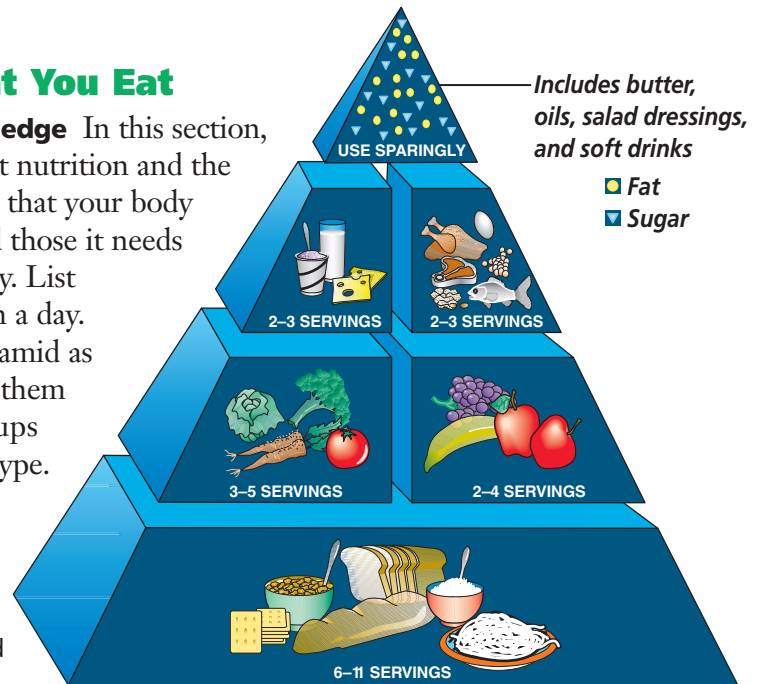 t You Eat
edge In this section,
t nutrition and the
that your body
those it needs
y. List
a day.
amid as
them
ups
ype.
USE SPARINGLY
Includes butter,
oils, salad dressings,
and soft drinks
Fat
Sugar
2–3 SERVINGS
2–3 SERVINGS
3–5 SERVINGS
2–4 SERVINGS
6–11 SERVINGS